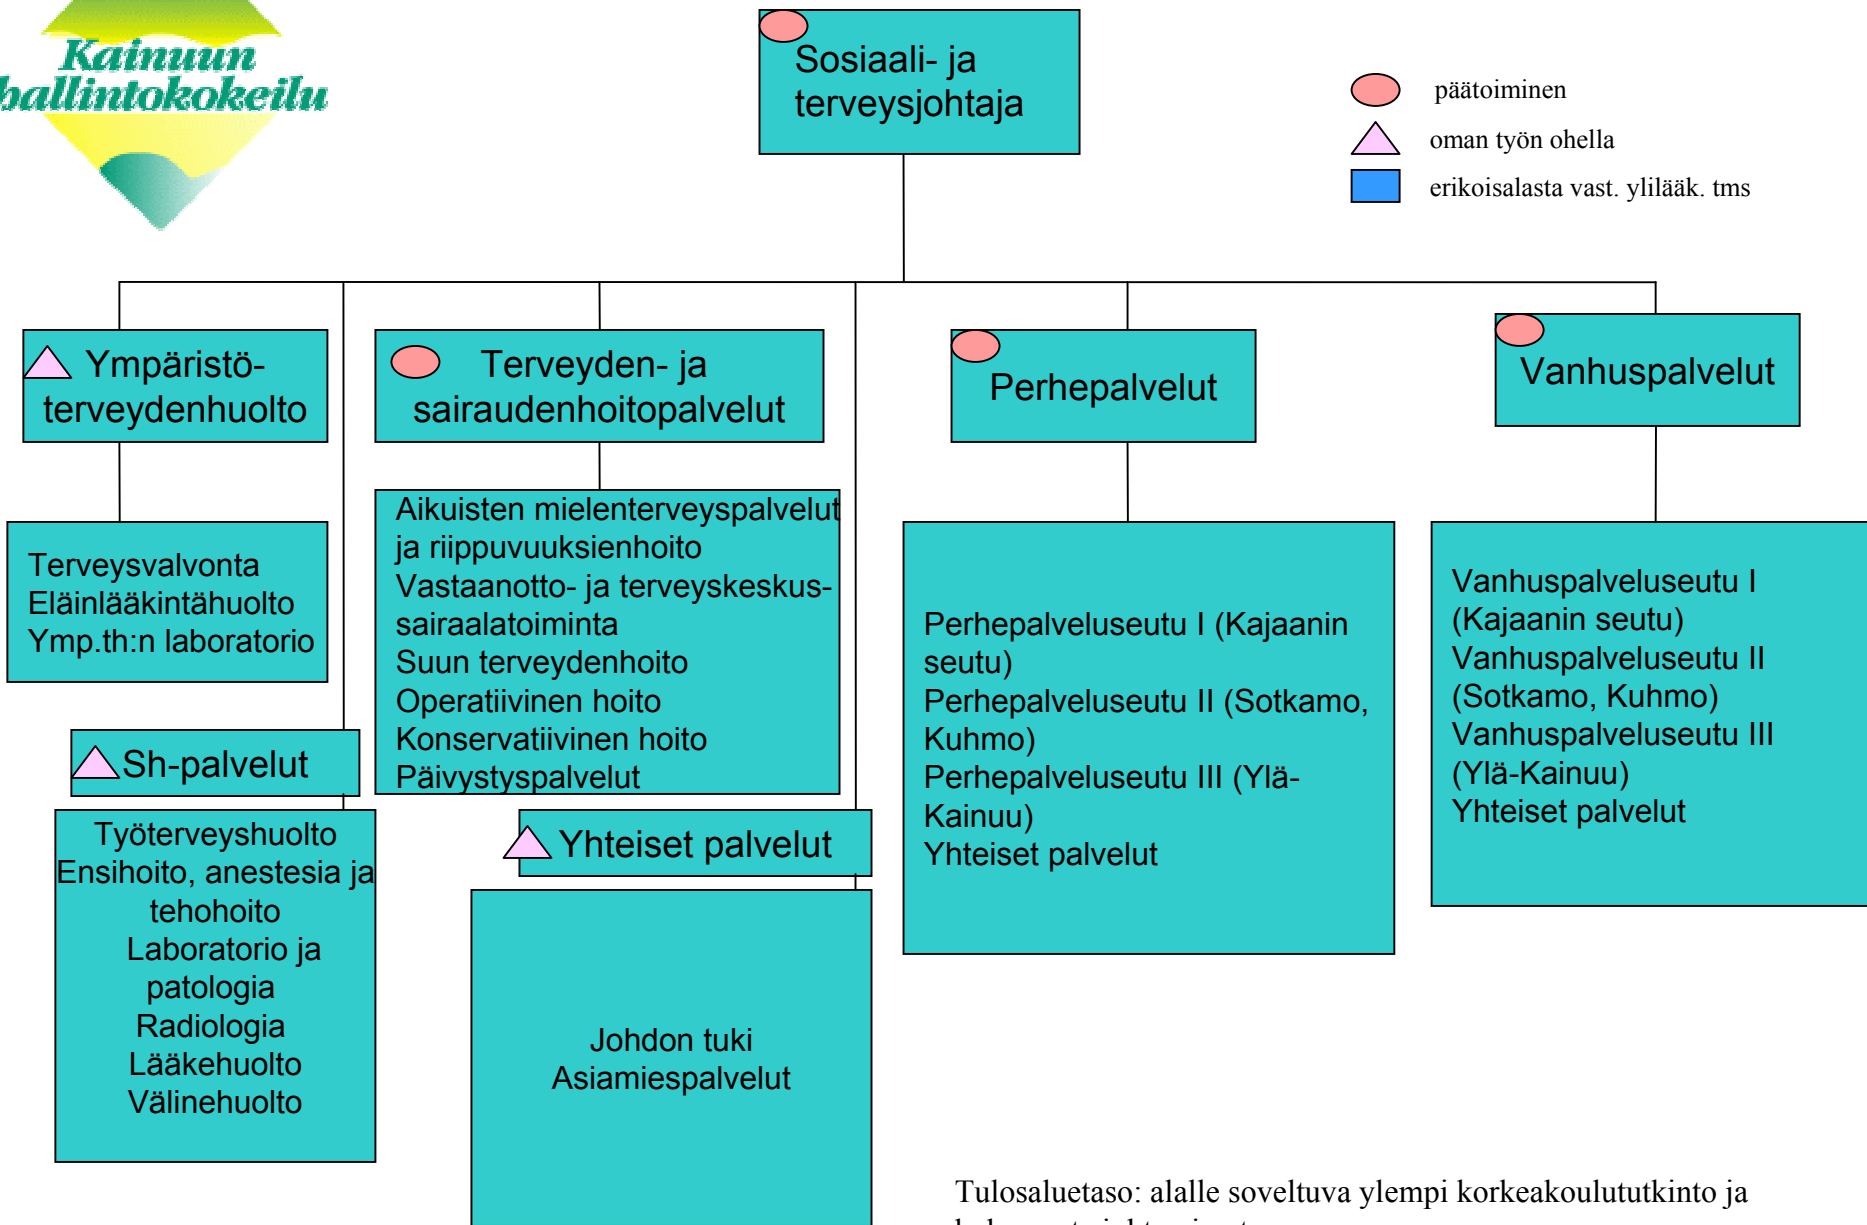 Kainuun
hallintokokeilu
Sosiaali- ja
terveysjohtaja
päätoiminen
oman työn ohella
erikoisalasta vast. ylilääk. tms
Ympäristö-
terveydenhuolto
Terveyden- ja
sairaudenhoitopalvelut
Perhepalvelut
Vanhuspalvelut
Terveysvalvonta
Eläinlääkintähuolto
Ymp.th:n laboratorio
Aikuisten mielenterveyspalvelut
ja riippuvuuksienhoito
Vastaanotto- ja terveyskeskus-
sairaalatoiminta
Suun terveydenhoito
Operatiivinen hoito
Konservatiivinen hoito
Päivystyspalvelut
Perhepalveluseutu I (Kajaanin
seutu)
Perhepalveluseutu II (Sotkamo,
Kuhmo)
Perhepalveluseutu III (Ylä-
Kainuu)
Yhteiset palvelut
Vanhuspalveluseutu I
(Kajaanin seutu)
Vanhuspalveluseutu II
(Sotkamo, Kuhmo)
Vanhuspalveluseutu III
(Ylä-Kainuu)
Yhteiset palvelut
Sh-palvelut
Työterveyshuolto
Ensihoito, anestesia ja
tehohoito
Laboratorio ja
patologia
Radiologia
Lääkehuolto
Välinehuolto
Yhteiset palvelut
Johdon tuki
Asiamiespalvelut
Tulosaluetaso: alalle soveltuva ylempi korkeakoulututkinto ja